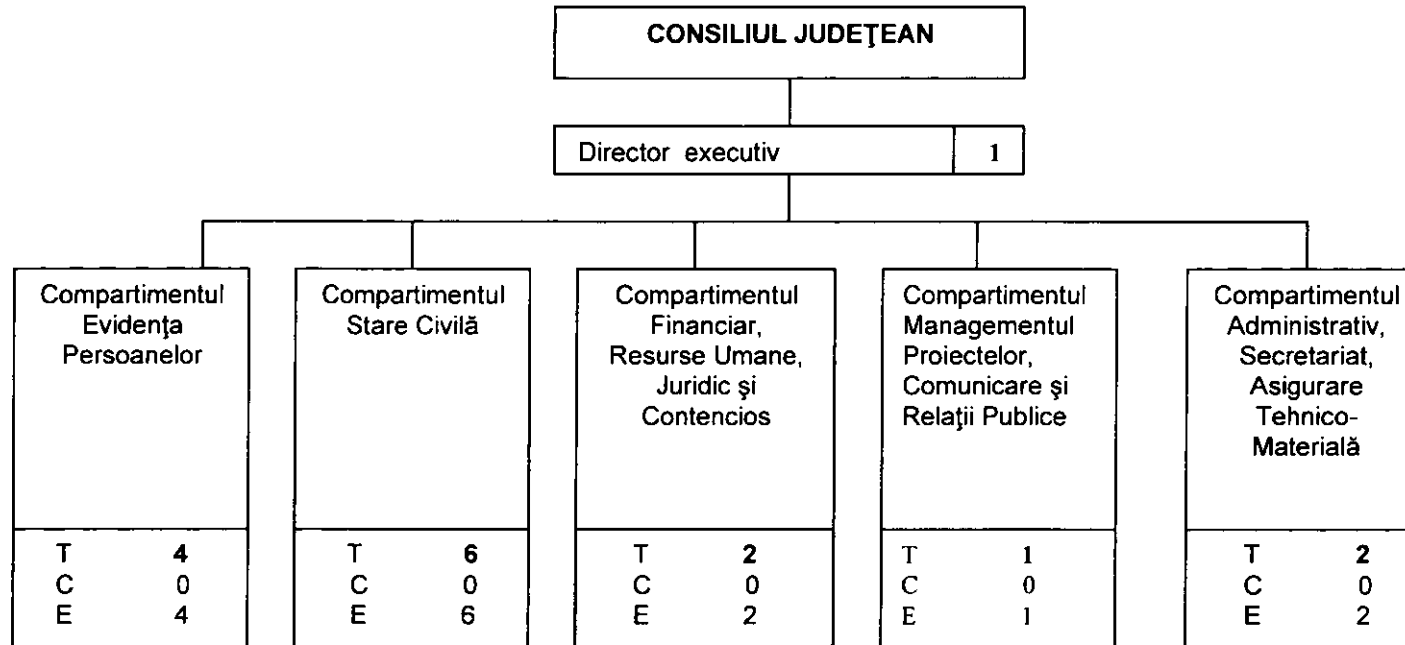 CONSILIUL JUDEŢEAN
Director executiv 1
Compartimentul
Evidenţa
Persoanelor
T 4
C 0
E 4
Compartimentul
Stare Civilă
T 6
C 0
E 6
Compartimentul
Financiar,
Resurse Umane,
Juridic şi
Contencios
T 2
C 0
E 2
Compartimentul
Managementul
Proiectelor,
Comunicare şi
Relaţii Publice
T 1
C 0
E 1
Compartimentul
Administrativ,
Secretariat,
Asigurare
Tehnico-
Materială
T 2
C 0
E 2